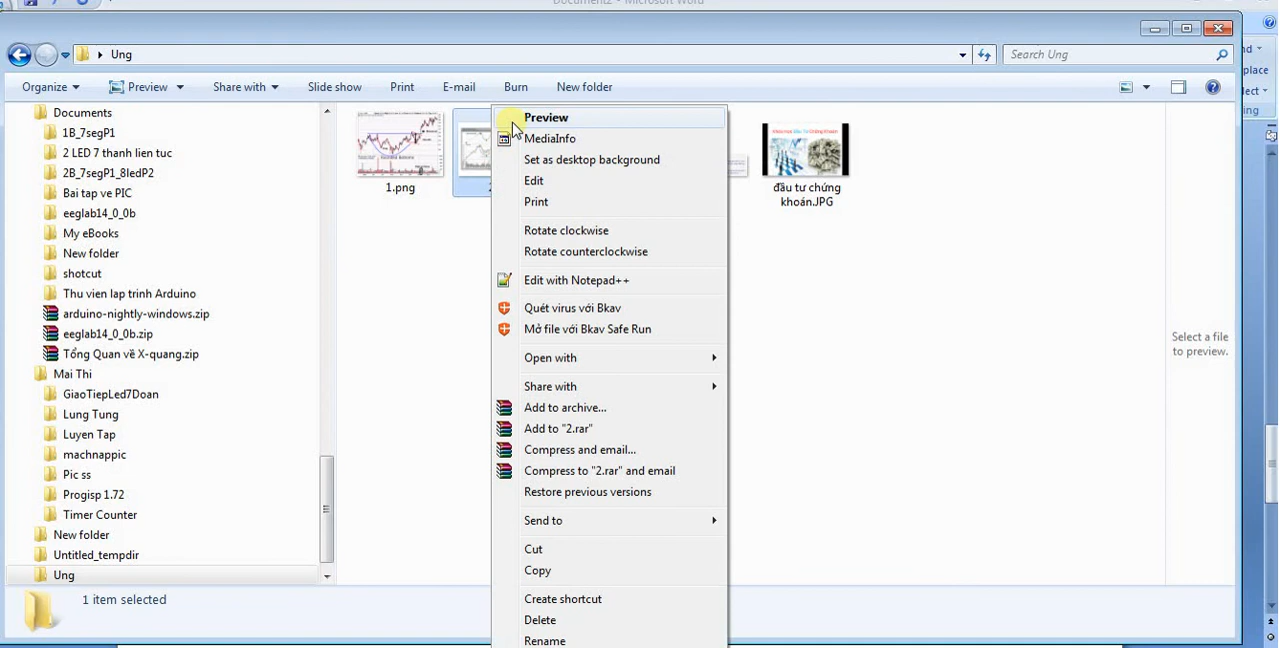 Document2 - Microsoft Word
Ung
Search Ung
Organize
Preview
Share with
Slide show
Print
E-mail
Burn
New folder
Documents
1B_7segP1
2 LED 7 thanh lien tuc
2B_7segP1_8ledP2
Bai tap ve PIC
eeglab14_0_0b
My eBooks
New folder
shotcut
Thu vien lap trinh Arduino
arduino-nightly-windows.zip
eeglab14_0_0b.zip
Tổng Quan về X-quang.zip
Mai Thi
GiaoTiepLed7Doan
Lung Tung
Luyen Tap
machnappic
Pic ss
Progisp 1.72
Timer Counter
New folder
Untitled_tempdir
Ung
1.png
2
đầu tư chứng
khoán.JPG
Preview
MediaInfo
Set as desktop background
Edit
Print
Rotate clockwise
Rotate counterclockwise
Edit with Notepad++
Quét virus với Bkav
Mở file với Bkav Safe Run
Open with
Share with
Add to archive...
Add to "2.rar"
Compress and email...
Compress to "2.rar" and email
Restore previous versions
Send to
Cut
Copy
Create shortcut
Delete
Rename
Select a file
to preview.
1 item selected
nd
place
lect
ng